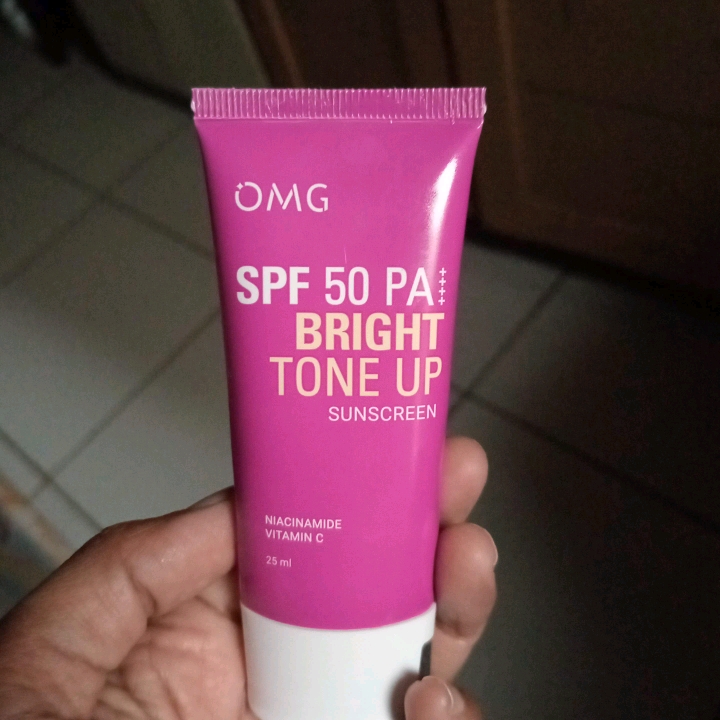 OMG
SPF 50 PA++++
BRIGHT
TONE UP
SUNSCREEN
NIACINAMIDE
VITAMIN C
25 ml